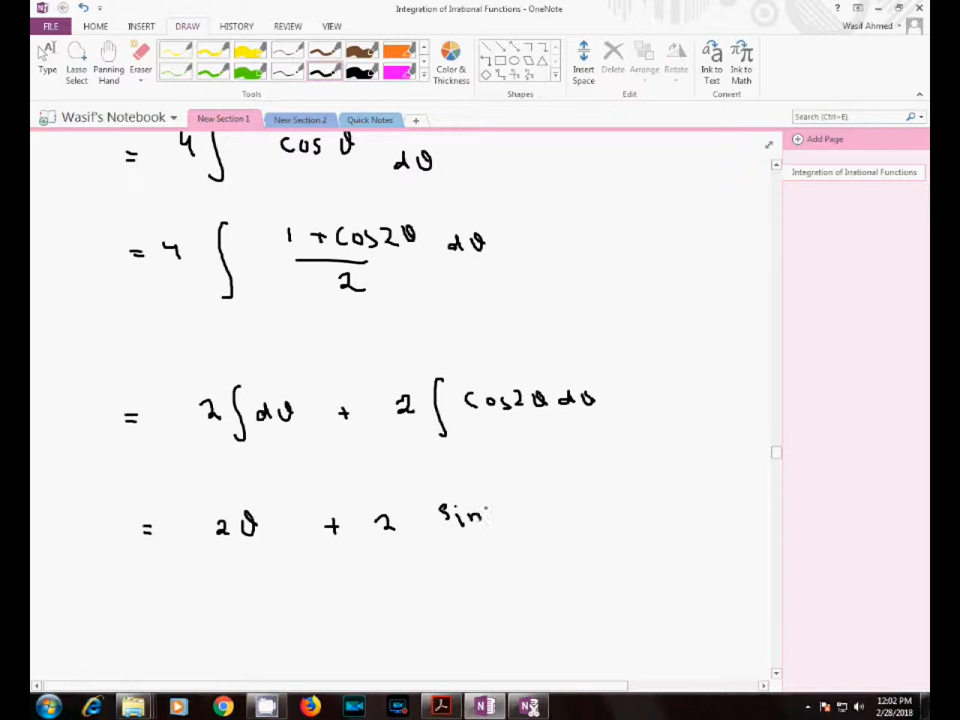 Integration of Irrational Functions - OneNote
FILE HOME INSERT DRAW HISTORY REVIEW VIEW
Wasif Ahmed
Type Lasso Select Panning Hand Eraser Color & Thickness Insert Space Delete Arrange Rotate Ink to Text Ink to Math
Tools Shapes Edit Convert
Wasif's Notebook New Section 1 New Section 2 Quick Notes Search (Ctrl+E)
Add Page
Integration of Irrational Functions
= 4 ∫ cos θ dθ
= 4 ∫ (1 + cos2θ)/2 dθ
= 2 ∫ dθ + 2 ∫ cos2θ dθ
= 2θ + 2 sin
12:02 PM
2/28/2018